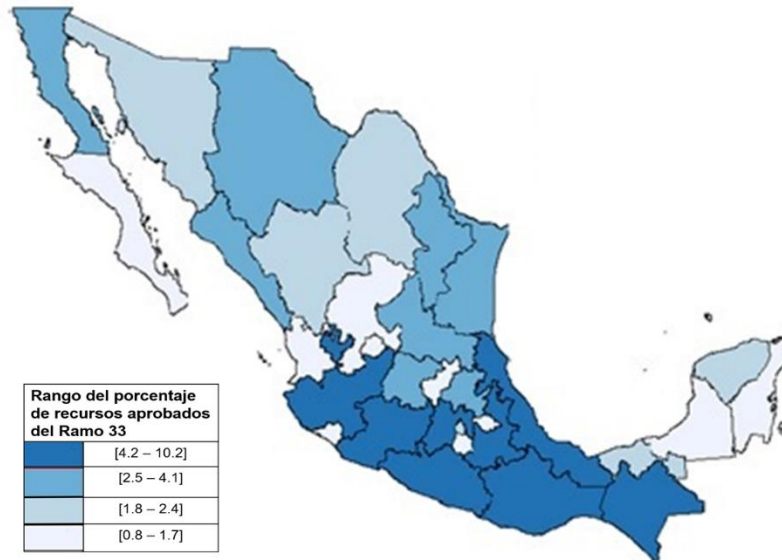 Rango del porcentaje
de recursos aprobados
del Ramo 33
[4.2 – 10.2]
[2.5 – 4.1]
[1.8 – 2.4]
[0.8 – 1.7]